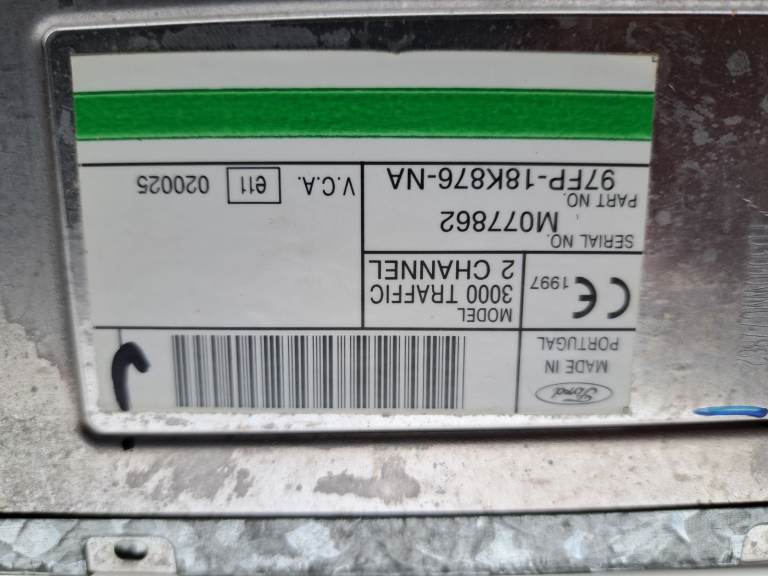 Ford
MADE IN
PORTUGAL
MODEL
3000 TRAFFIC
2 CHANNEL
CE 1997
SERIAL NO.
M077862
PART NO.
97FP-18K876-NA
V.C.A. e11 020025